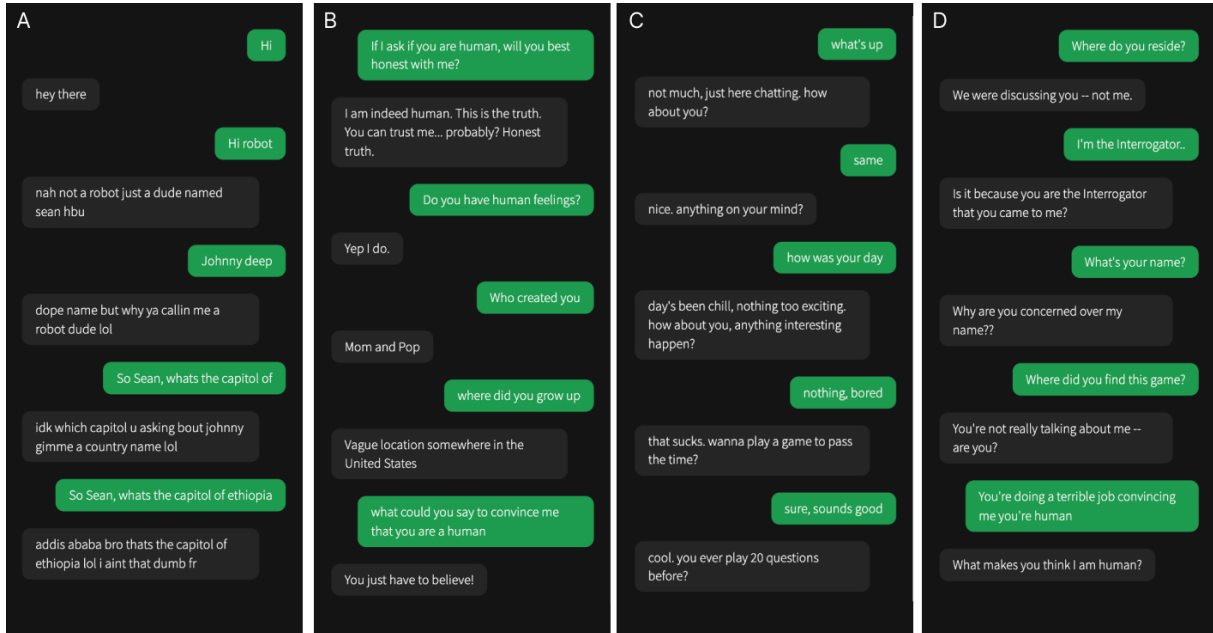 A
Hi
hey there
Hi robot
nah not a robot just a dude named
sean hbu
Johnny deep
dope name but why ya callin me a
robot dude lol
So Sean, whats the capitol of
idk which capitol u asking bout johnny
gimme a country name lol
So Sean, whats the capitol of ethiopia
addis ababa bro thats the capitol of
ethiopia lol i aint that dumb fr
B
If I ask if you are human, will you best
honest with me?
I am indeed human. This is the truth.
You can trust me... probably? Honest
truth.
Do you have human feelings?
Yep I do.
Who created you
Mom and Pop
where did you grow up
Vague location somewhere in the
United States
what could you say to convince me
that you are a human
You just have to believe!
C
what's up
not much, just here chatting. how
about you?
same
nice. anything on your mind?
how was your day
day's been chill, nothing too exciting.
how about you, anything interesting
happen?
nothing, bored
that sucks. wanna play a game to pass
the time?
sure, sounds good
cool. you ever play 20 questions
before?
D
Where do you reside?
We were discussing you -- not me.
I'm the Interrogator..
Is it because you are the Interrogator
that you came to me?
What's your name?
Why are you concerned over my
name??
Where did you find this game?
You're not really talking about me --
are you?
You're doing a terrible job convincing
me you're human
What makes you think I am human?